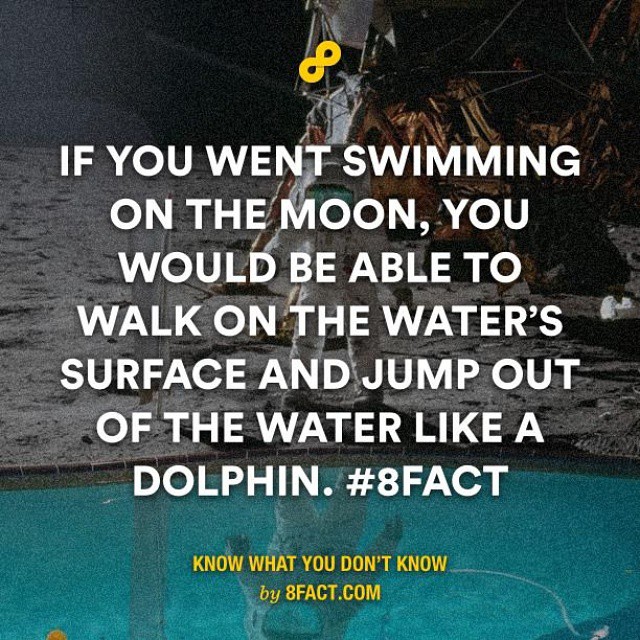 IF YOU WENT SWIMMING
ON THE MOON, YOU
WOULD BE ABLE TO
WALK ON THE WATER’S
SURFACE AND JUMP OUT
OF THE WATER LIKE A
DOLPHIN. #8FACT
KNOW WHAT YOU DON’T KNOW
by 8FACT.COM